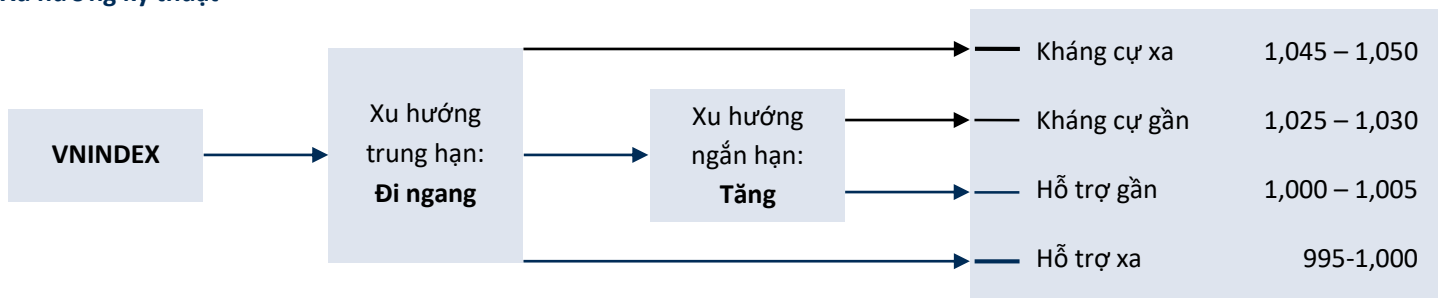 VNINDEX
Xu hướng
trung hạn:
Đi ngang
Xu hướng
ngắn hạn:
Tăng
Kháng cự xa 1,045 – 1,050
Kháng cự gần 1,025 – 1,030
Hỗ trợ gần 1,000 – 1,005
Hỗ trợ xa 995-1,000